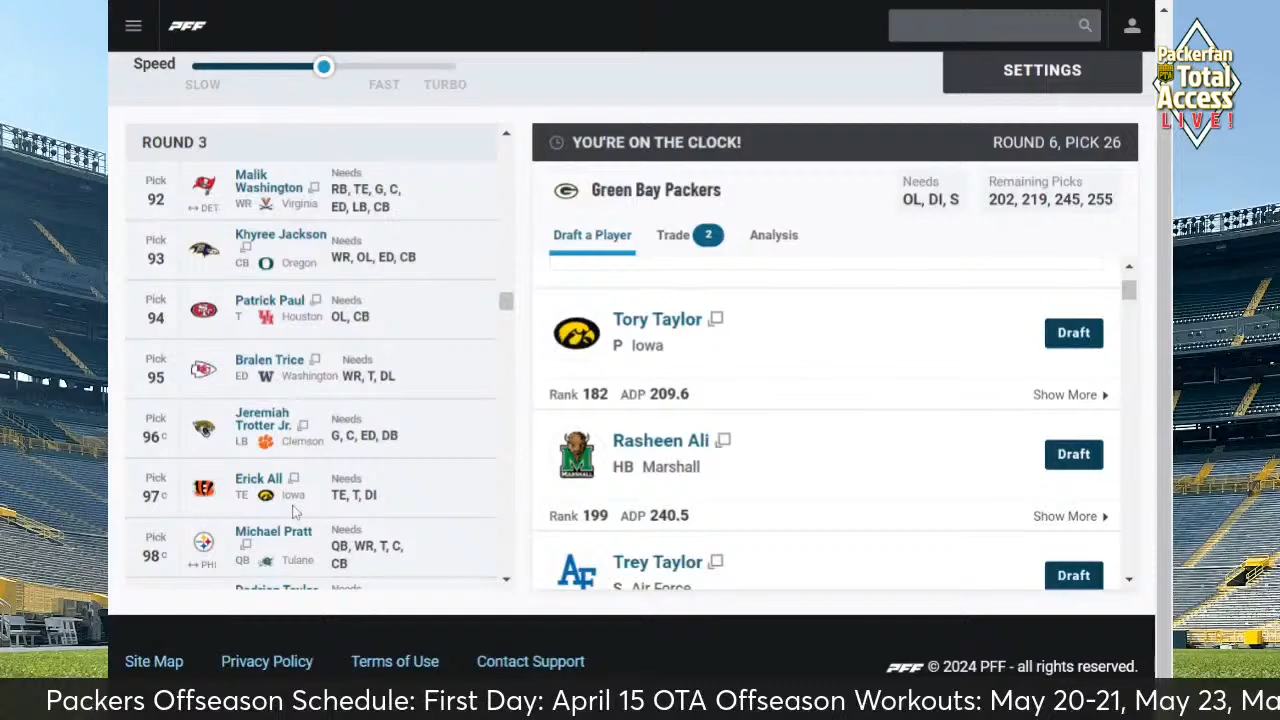 PFF
Packerfan
PTA Total
Access
LIVE!
Speed
SLOW
FAST
TURBO
SETTINGS
ROUND 3
Pick
92
DET
Malik
Washington
WR Virginia
Needs
RB, TE, G, C,
ED, LB, CB
Pick
93
Khyree Jackson
CB Oregon
Needs
WR, OL, ED, CB
Pick
94
Patrick Paul
T Houston
Needs
OL, CB
Pick
95
Bralen Trice
ED W Washington
Needs
WR, T, DL
Pick
96 c
Jeremiah
Trotter Jr.
LB Clemson
Needs
G, C, ED, DB
Pick
97 c
Erick All
TE Iowa
Needs
TE, T, DI
Pick
98 c
PHI
Michael Pratt
QB Tulane
Needs
QB, WR, T, C,
CB
YOU'RE ON THE CLOCK!
ROUND 6, PICK 26
Green Bay Packers
Needs
OL, DI, S
Remaining Picks
202, 219, 245, 255
Draft a Player
Trade 2
Analysis
Tory Taylor
P Iowa
Draft
Rank 182 ADP 209.6
Show More
Rasheen Ali
HB Marshall
MARSHALL
Draft
Rank 199 ADP 240.5
Show More
AF
Trey Taylor
S Air Force
Draft
Site Map
Privacy Policy
Terms of Use
Contact Support
PFF © 2024 PFF - all rights reserved.
Packers Offseason Schedule: First Day: April 15 OTA Offseason Workouts: May 20-21, May 23,